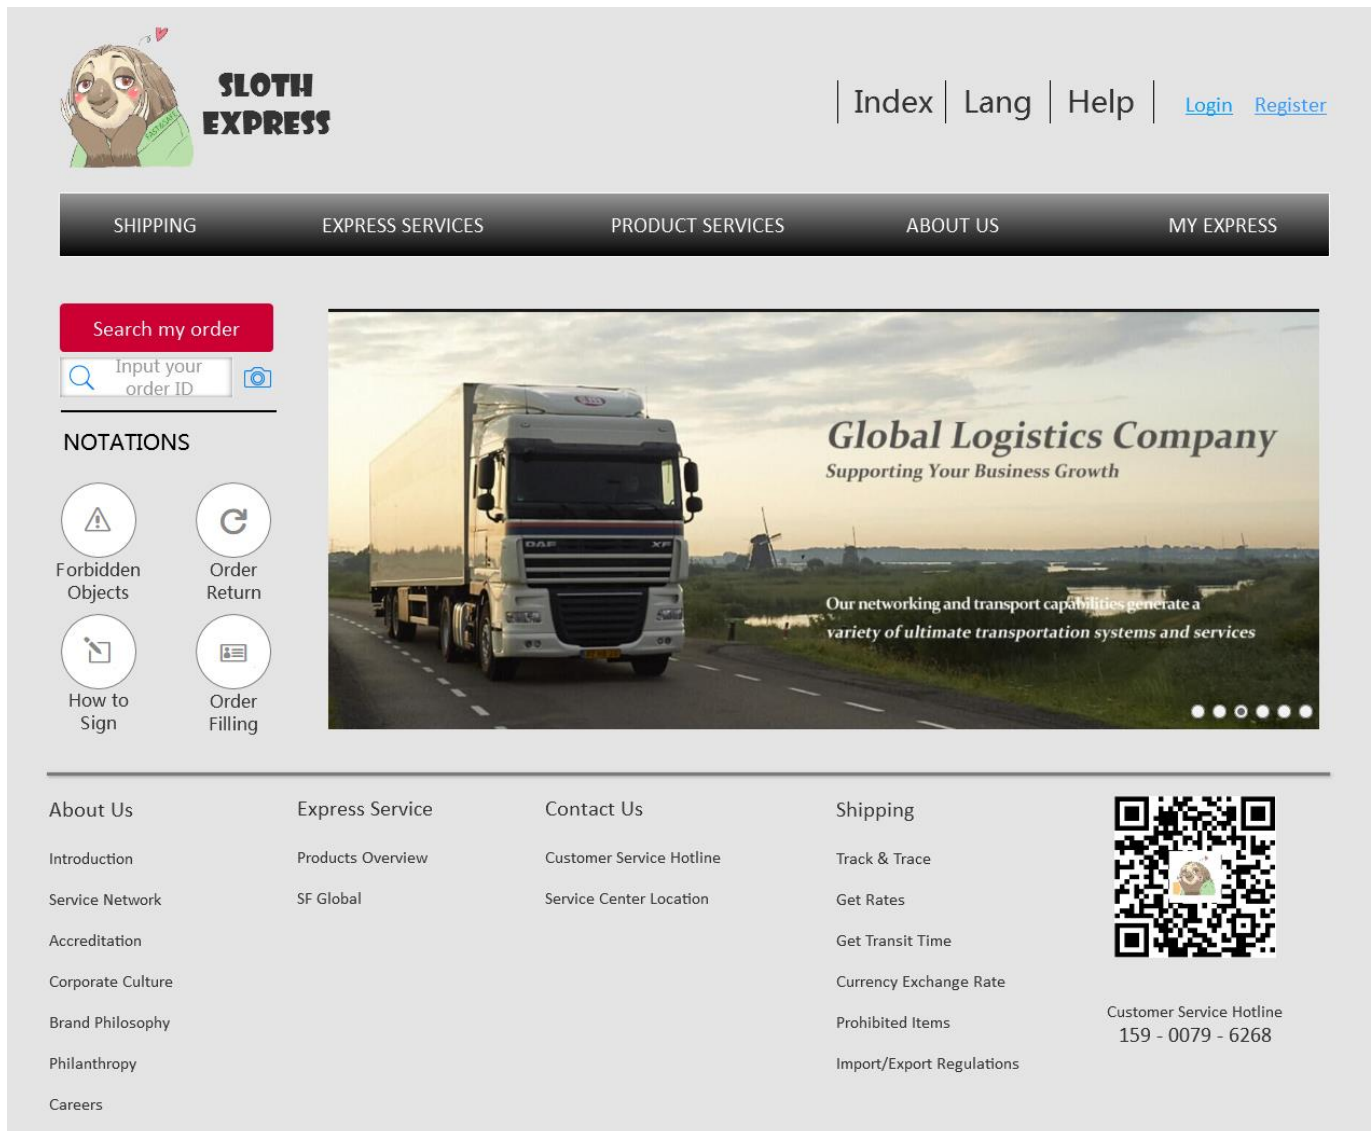 SLOTH
EXPRESS
FAST&SAFE
Index
Lang
Help
Login
Register
SHIPPING
EXPRESS SERVICES
PRODUCT SERVICES
ABOUT US
MY EXPRESS
Search my order
Input your
order ID
NOTATIONS
Forbidden
Objects
Order
Return
How to
Sign
Order
Filling
Global Logistics Company
Supporting Your Business Growth
DAF
XF
Our networking and transport capabilities generate a
variety of ultimate transportation systems and services
About Us
Introduction
Service Network
Accreditation
Corporate Culture
Brand Philosophy
Philanthropy
Careers
Express Service
Products Overview
SF Global
Contact Us
Customer Service Hotline
Service Center Location
Shipping
Track & Trace
Get Rates
Get Transit Time
Currency Exchange Rate
Prohibited Items
Import/Export Regulations
Customer Service Hotline
159 - 0079 - 6268